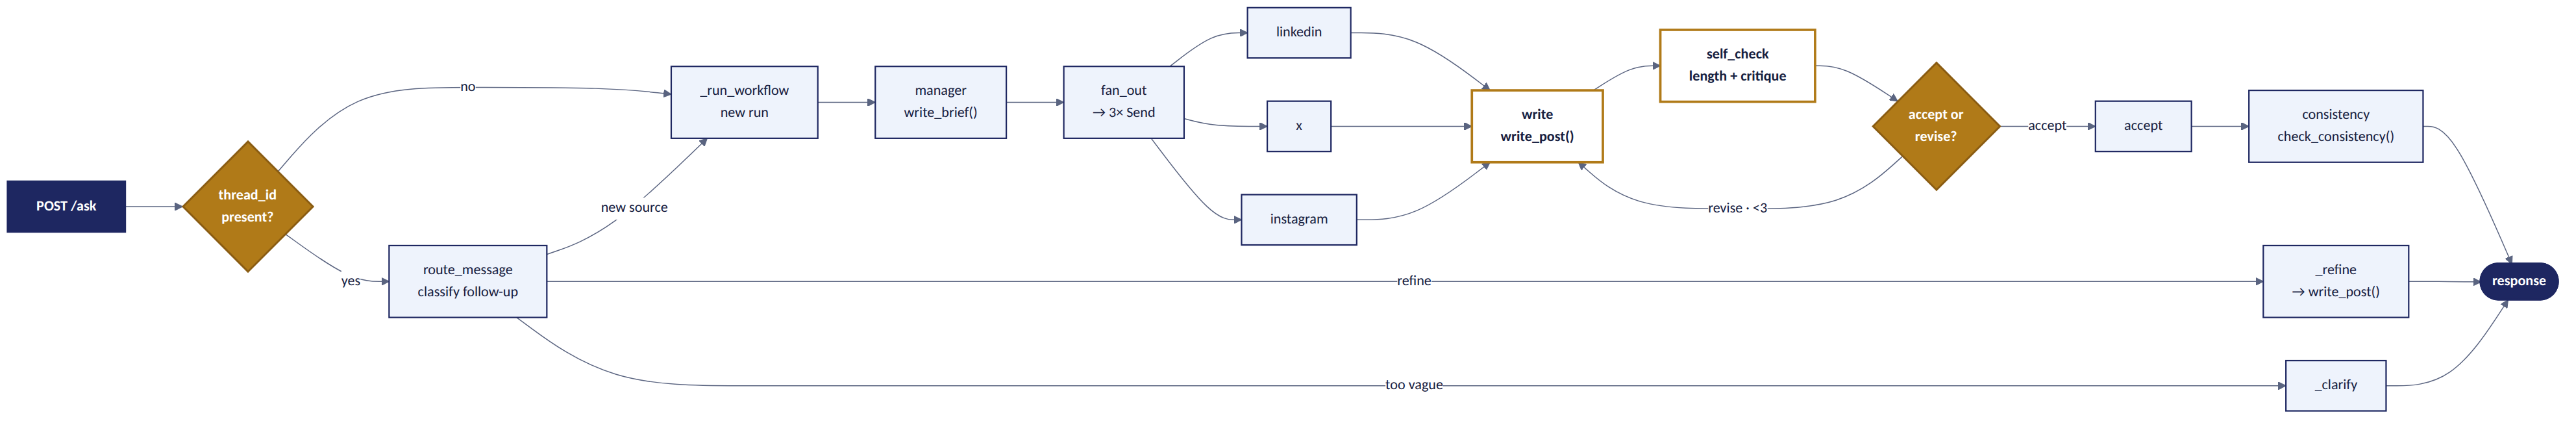 POST /ask
thread_id
present?
no
yes
route_message
classify follow-up
new source
_run_workflow
new run
manager
write_brief()
fan_out
→ 3× Send
linkedin
x
instagram
write
write_post()
self_check
length + critique
accept or
revise?
revise · <3
accept
accept
consistency
check_consistency()
refine
_refine
→ write_post()
too vague
_clarify
response